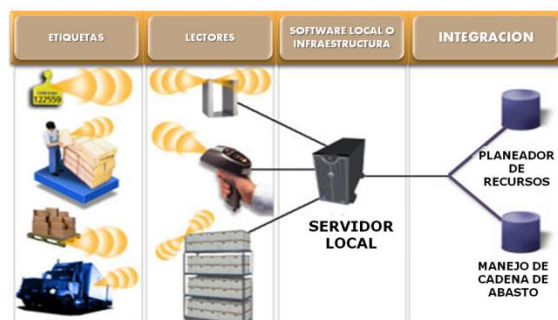 ETIQUETAS
LECTORES
SOFTWARE LOCAL O
INFRAESTRUCTURA
INTEGRACION
122559
SERVIDOR
LOCAL
PLANEADOR
DE
RECURSOS
MANEJO DE
CADENA DE
ABASTO